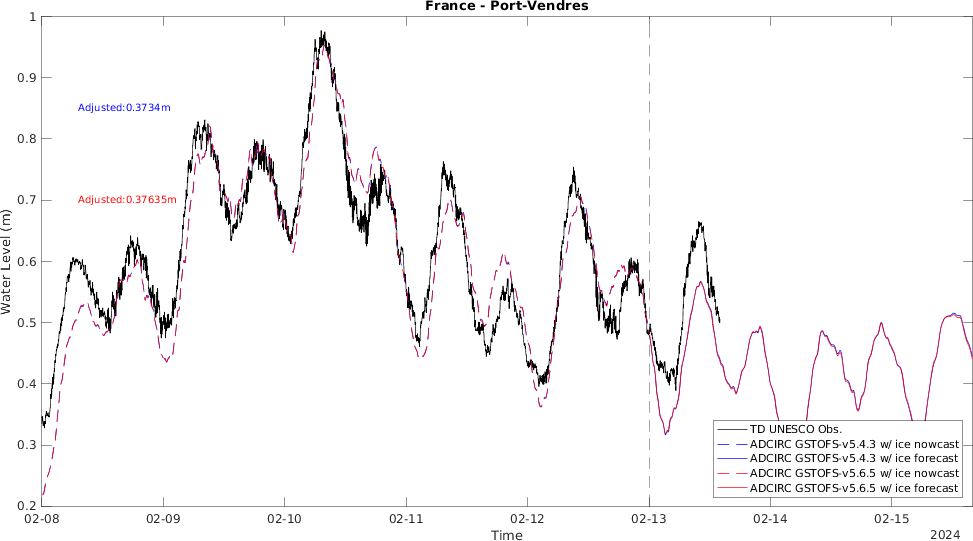 France - Port-Vendres
Water Level (m)
1
0.9
0.8
0.7
0.6
0.5
0.4
0.3
0.2
Adjusted:0.3734m
Adjusted:0.37635m
TD UNESCO Obs.
ADCIRC GSTOFS-v5.4.3 w/ ice nowcast
ADCIRC GSTOFS-v5.4.3 w/ ice forecast
ADCIRC GSTOFS-v5.6.5 w/ ice nowcast
ADCIRC GSTOFS-v5.6.5 w/ ice forecast
02-08 02-09 02-10 02-11 02-12 02-13 02-14 02-15
Time
2024